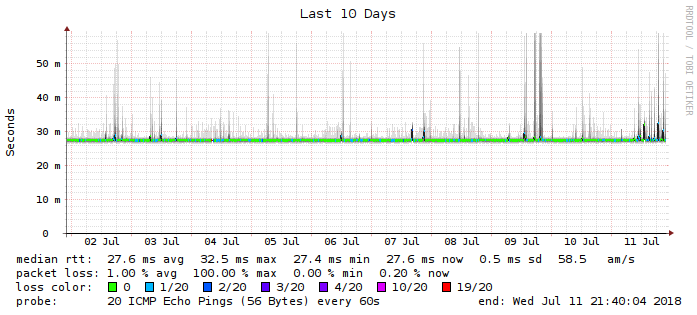 Last 10 Days
RRDTOOL / TOBI OETIKER
Seconds
50 m
40 m
30 m
20 m
10 m
0
02 Jul 03 Jul 04 Jul 05 Jul 06 Jul 07 Jul 08 Jul 09 Jul 10 Jul 11 Jul
median rtt: 27.6 ms avg 32.5 ms max 27.4 ms min 27.6 ms now 0.5 ms sd 58.5 am/s
packet loss: 1.00 % avg 100.00 % max 0.00 % min 0.20 % now
loss color: 0 1/20 2/20 3/20 4/20 10/20 19/20
probe: 20 ICMP Echo Pings (56 Bytes) every 60s end: Wed Jul 11 21:40:04 2018